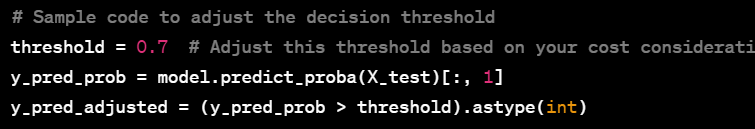 # Sample code to adjust the decision threshold
threshold = 0.7  # Adjust this threshold based on your cost considerati
y_pred_prob = model.predict_proba(X_test)[:, 1]
y_pred_adjusted = (y_pred_prob > threshold).astype(int)